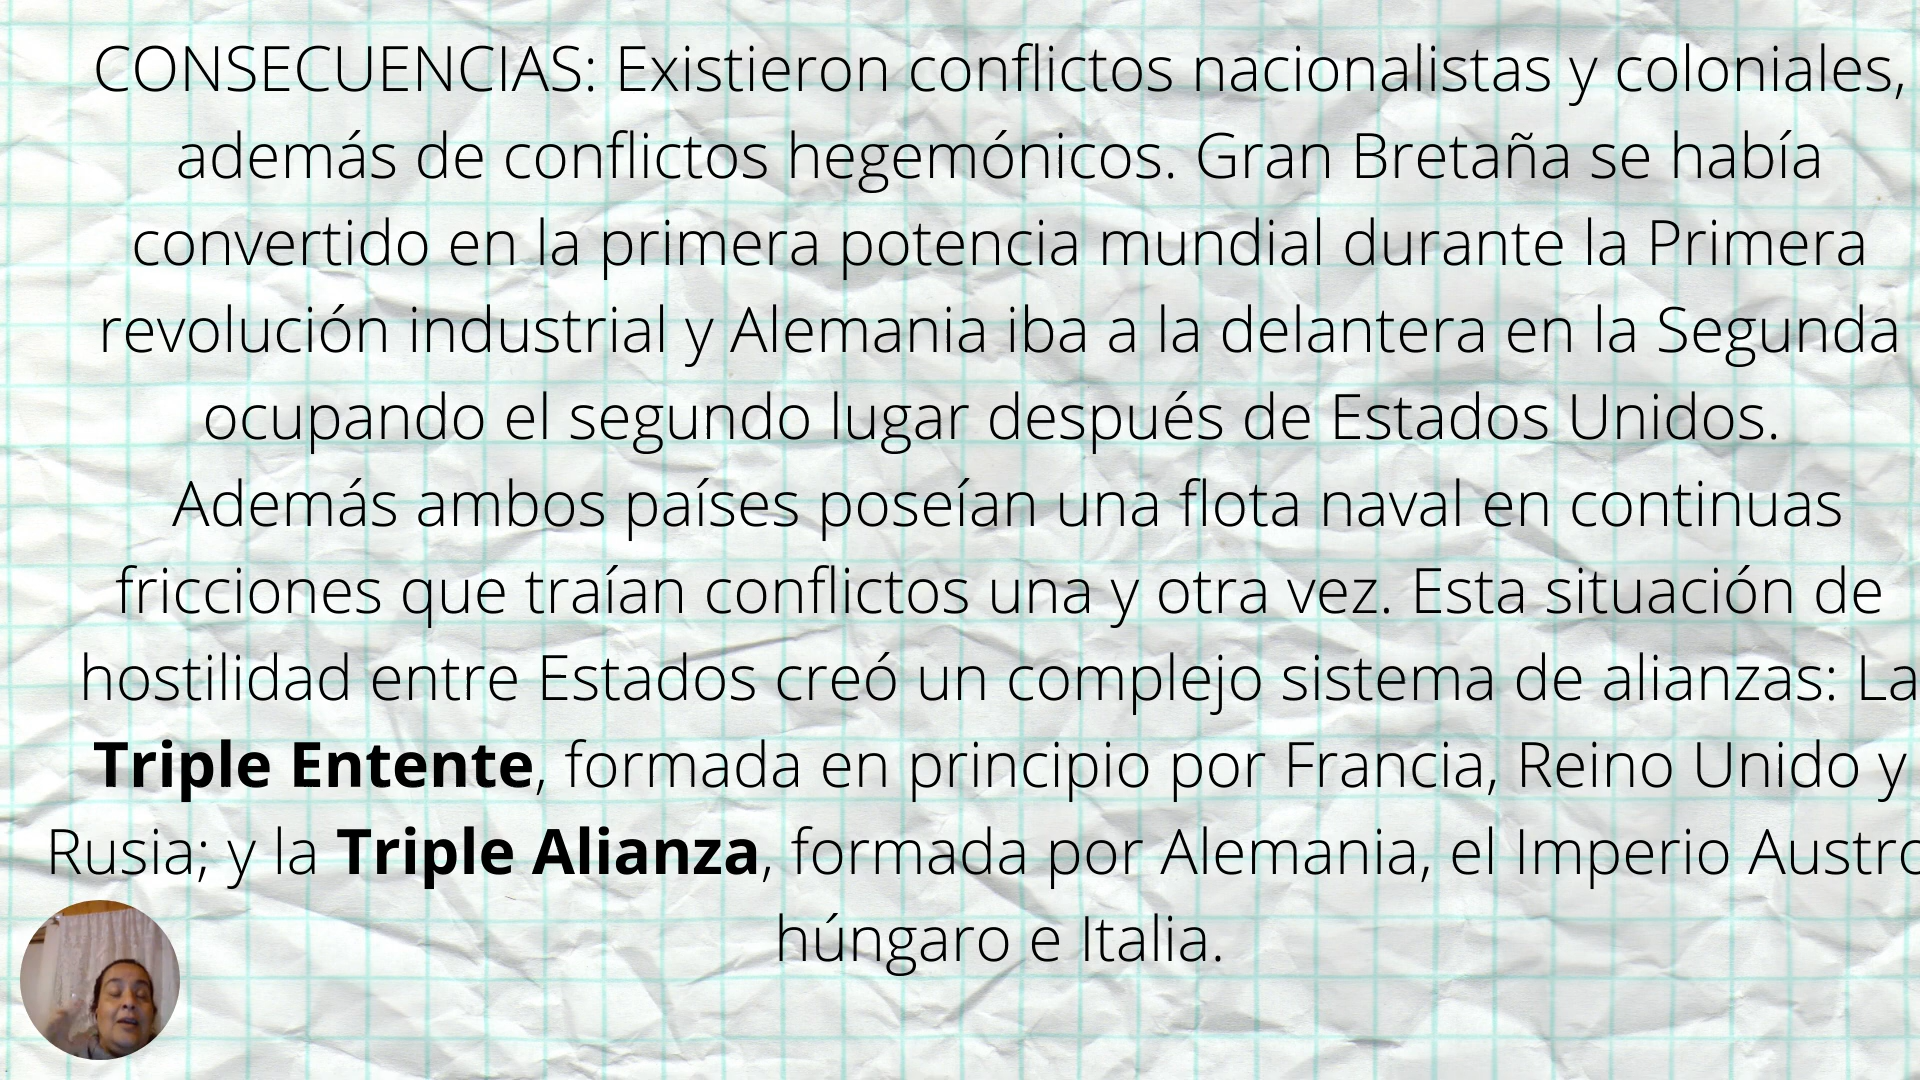 CONSECUENCIAS: Existieron conflictos nacionalistas y coloniales,
además de conflictos hegemónicos. Gran Bretaña se había
convertido en la primera potencia mundial durante la Primera
revolución industrial y Alemania iba a la delantera en la Segunda
ocupando el segundo lugar después de Estados Unidos.
Además ambos países poseían una flota naval en continuas
fricciones que traían conflictos una y otra vez. Esta situación de
hostilidad entre Estados creó un complejo sistema de alianzas: La
Triple Entente, formada en principio por Francia, Reino Unido y
Rusia; y la Triple Alianza, formada por Alemania, el Imperio Austro
húngaro e Italia.